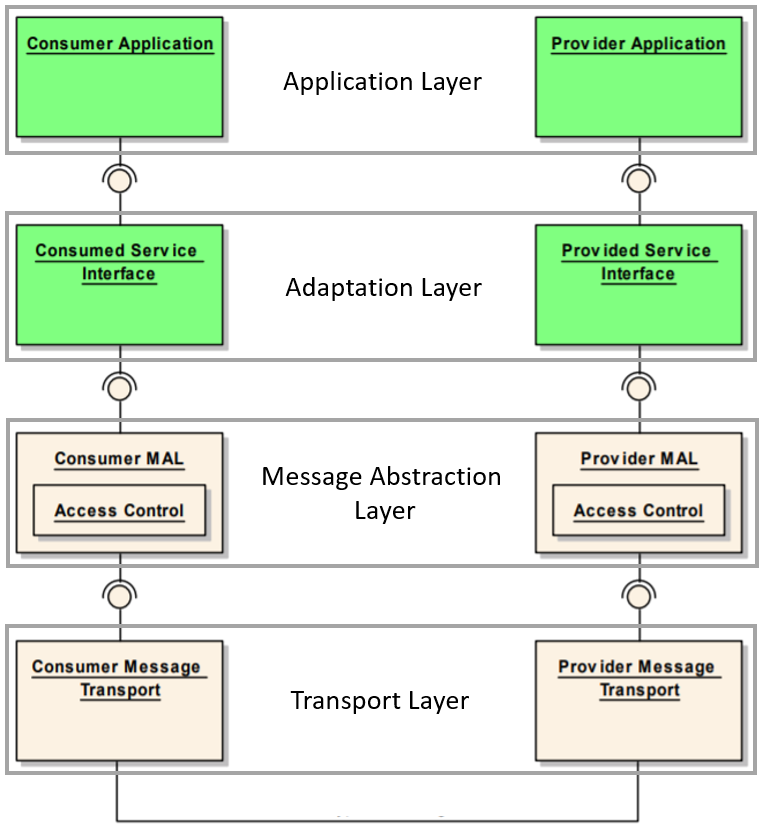 Consumer Application
Provider Application
Application Layer
Consumed Service
Interface
Provided Service
Interface
Adaptation Layer
Consumer MAL
Access Control
Provider MAL
Access Control
Message Abstraction
Layer
Consumer Message
Transport
Provider Message
Transport
Transport Layer